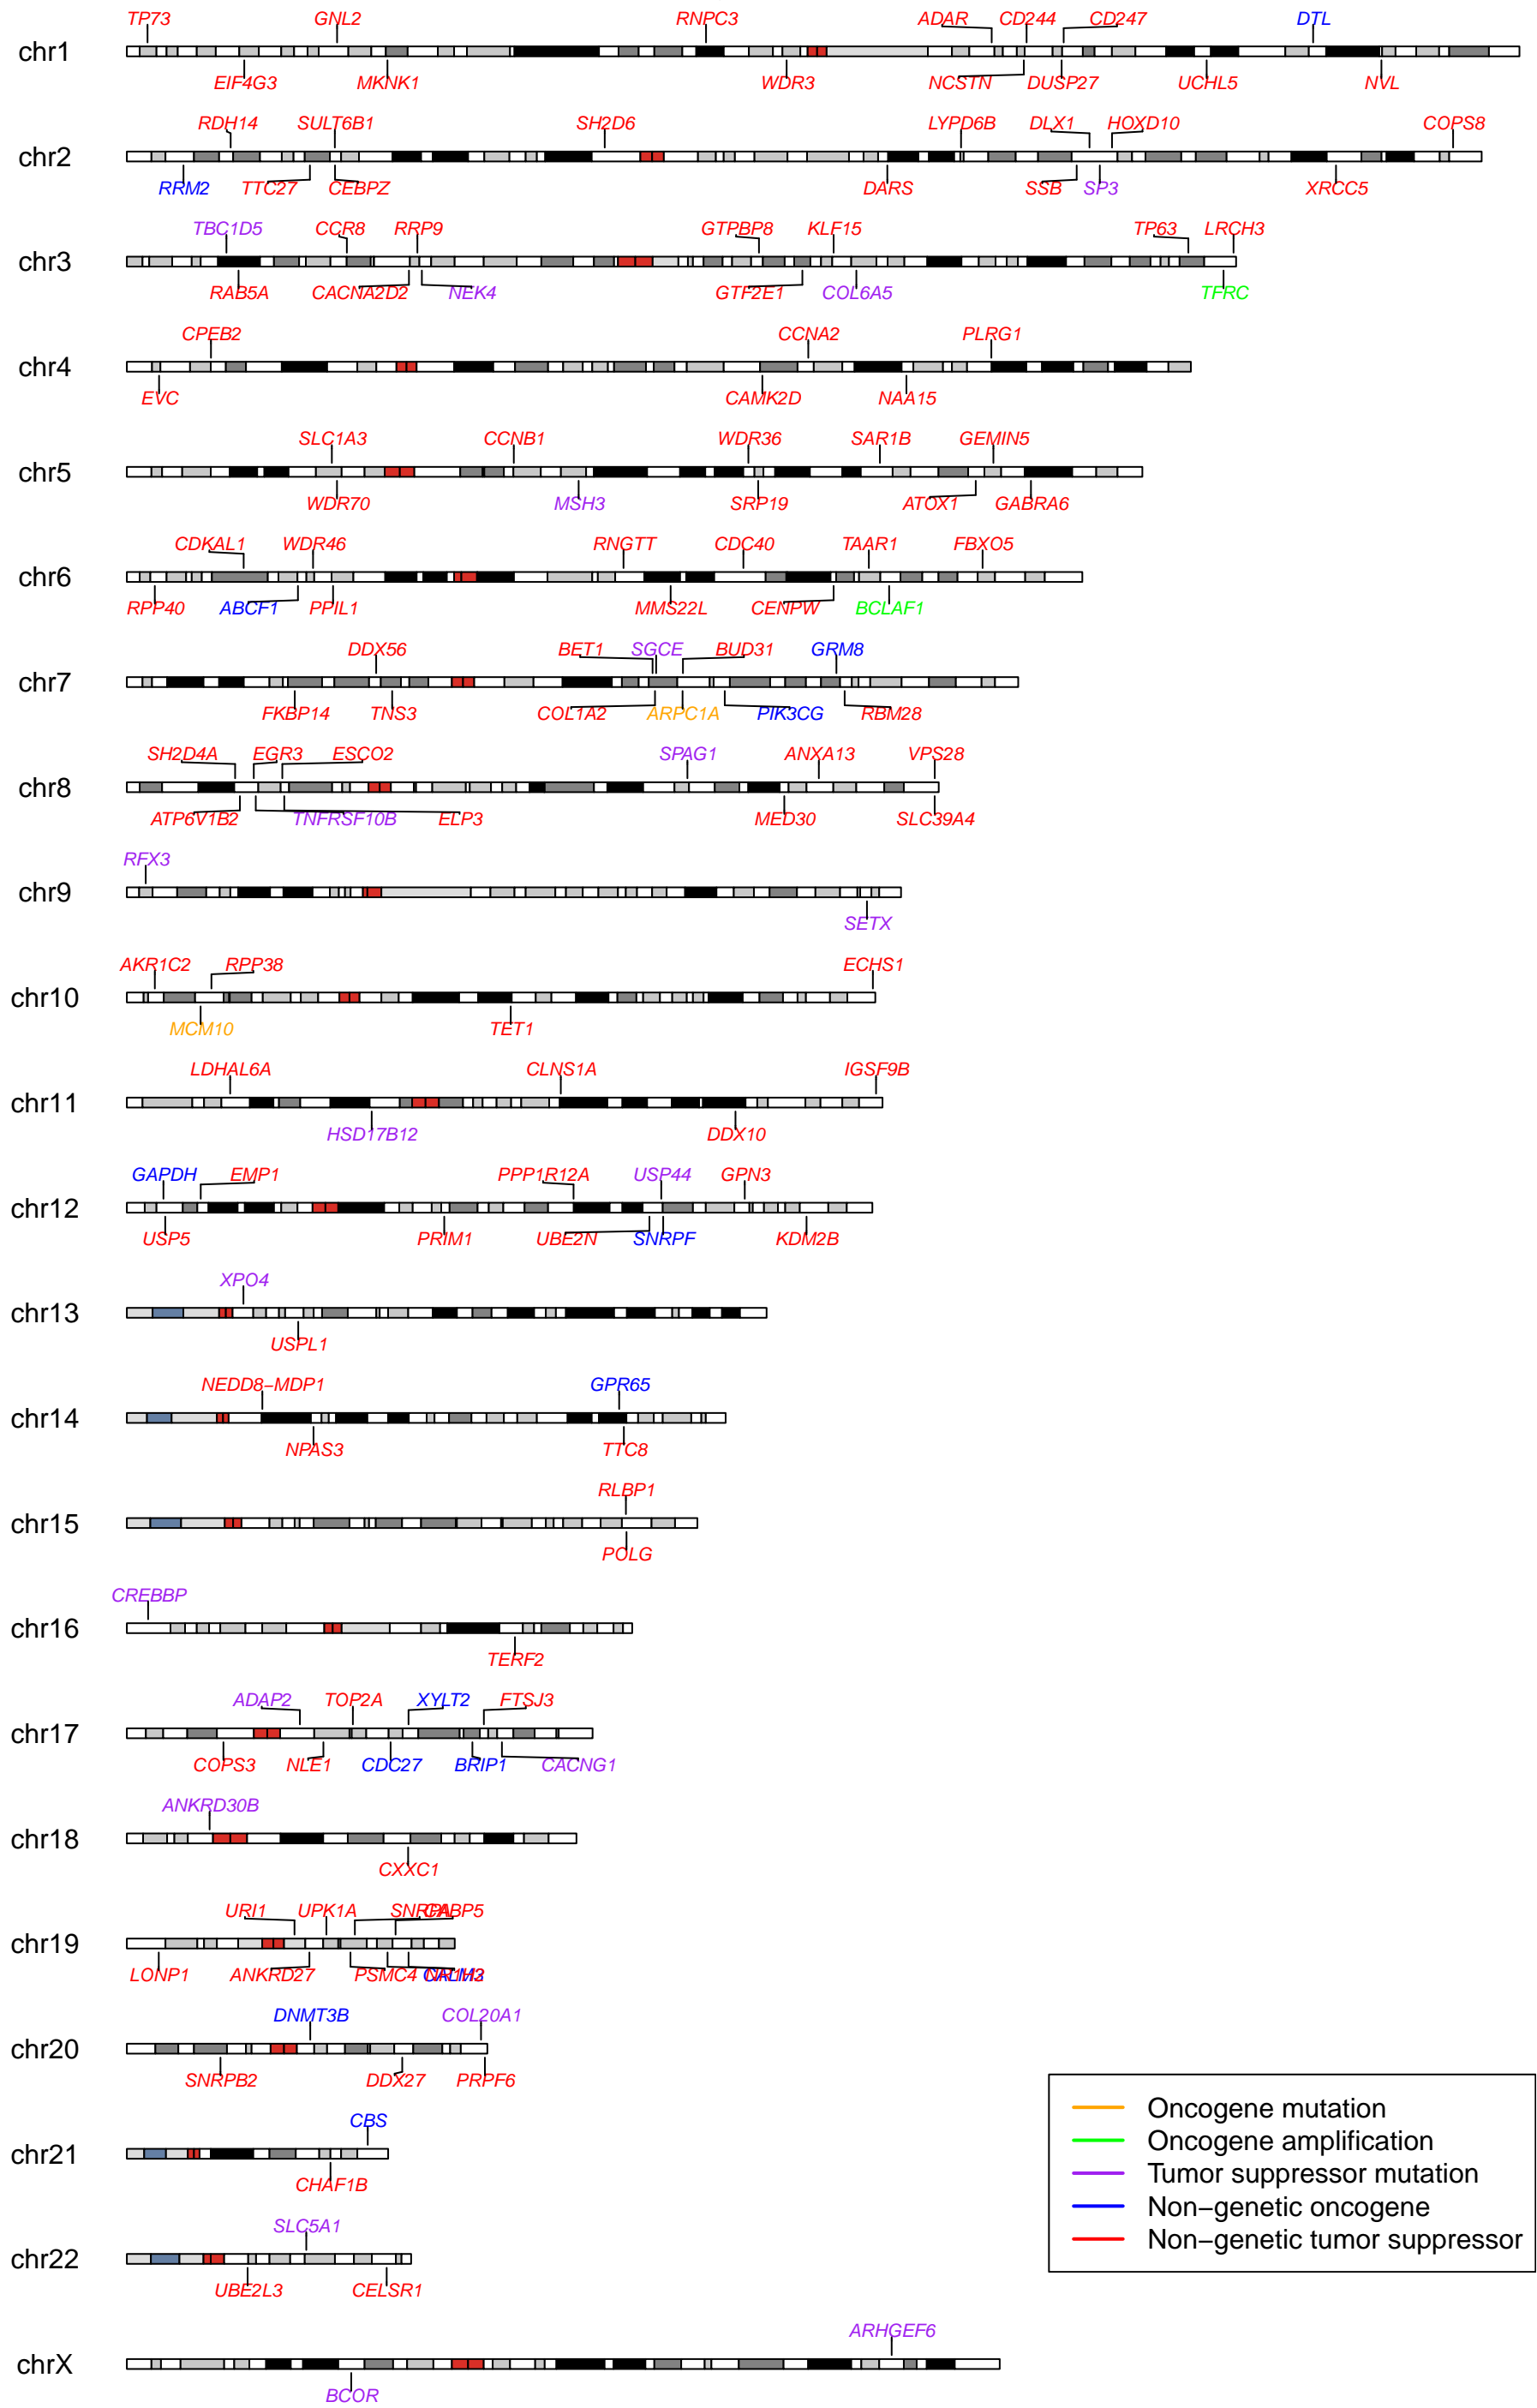 TP73 GNL2 RNPC3 ADAR CD244 CD247 DTL
chr1
EIF4G3 MKNK1 WDR3 NCSTN DUSP27 UCHL5 NVL
RDH14 SULT6B1 SH2D6 LYPD6B DLX1 HOXD10 COPS8
chr2
RRM2 TTC27 CEBPZ DARS SSB SP3 XRCC5
TBC1D5 CCR8 RRP9 GTPBP8 KLF15 TP63 LRCH3
chr3
RAB5A CACNA2D2 NEK4 GTF2E1 COL6A5 TFRC
CPEB2 CCNA2 PLRG1
chr4
EVC CAMK2D NAA15
SLC1A3 CCNB1 WDR36 SAR1B GEMIN5
chr5
WDR70 MSH3 SRP19 ATOX1 GABRA6
CDKAL1 WDR46 RNGTT CDC40 TAAR1 FBXO5
chr6
RPP40 ABCF1 PPIL1 MMS22L CENPW BCLAF1
DDX56 BET1 SGCE BUD31 GRM8
chr7
FKBP14 TNS3 COL1A2 ARPC1A PIK3CG RBM28
SH2D4A EGR3 ESCO2 SPAG1 ANXA13 VPS28
chr8
ATP6V1B2 TNFRSF10B ELP3 MED30 SLC39A4
RFX3
chr9
SETX
AKR1C2 RPP38 ECHS1
chr10
MCM10 TET1
LDHAL6A CLNS1A IGSF9B
chr11
HSD17B12 DDX10
GAPDH EMP1 PPP1R12A USP44 GPN3
chr12
USP5 PRIM1 UBE2N SNRPF KDM2B
XPO4
chr13
USPL1
NEDD8−MDP1 GPR65
chr14
NPAS3 TTC8
RLBP1
chr15
POLG
CREBBP
chr16
TERF2
ADAP2 TOP2A XYLT2 FTSJ3
chr17
COPS3 NLE1 CDC27 BRIP1 CACNG1
ANKRD30B
chr18
CXXC1
URI1 UPK1A SNRPA CABP5
chr19
LONP1 ANKRD27 PSMC4 CALM3 NR1H2
DNMT3B COL20A1
chr20
SNRPB2 DDX27 PRPF6
CBS
chr21
CHAF1B
SLC5A1
chr22
UBE2L3 CELSR1
ARHGEF6
chrX
BCOR
Oncogene mutation
Oncogene amplification
Tumor suppressor mutation
Non−genetic oncogene
Non−genetic tumor suppressor